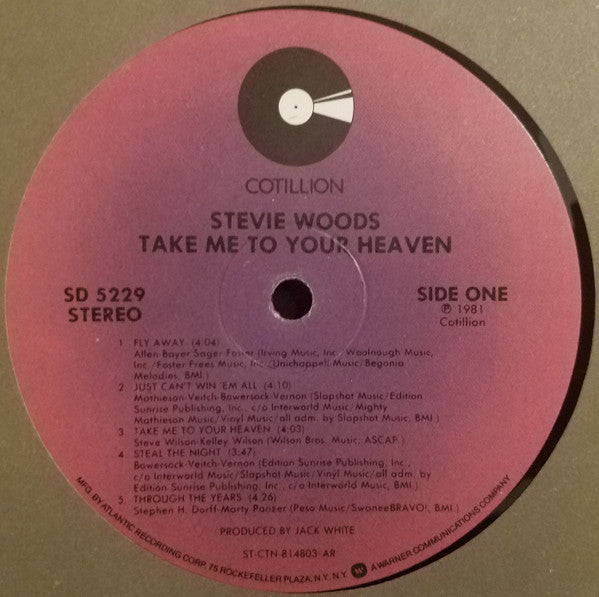 COTILLION
STEVIE WOODS
TAKE ME TO YOUR HEAVEN
SD 5229
STEREO
SIDE ONE
℗ 1981
Cotillion
1. FLY AWAY (4:04)
Allen-Bayer Sager-Foster (Irving Music, Inc./Woolnough Music,
Inc./Foster Frees Music, Inc./Unichappell Music/Begonia
Melodies, BMI.)
2. JUST CAN'T WIN 'EM ALL (4:10)
Mathieson-Veitch-Bowersock-Vernon (Slapshot Music/Edition
Sunrise Publishing, Inc., c/o Interworld Music/Mighty
Mathieson Music/Vinyl Music/all adm. by Slapshot Music, BMI.)
3. TAKE ME TO YOUR HEAVEN (4:03)
Steve Wilson-Kelley Wilson (Wilson Bros. Music, ASCAP.)
4. STEAL THE NIGHT (3:47)
Bowersock-Veitch-Vernon (Edition Sunrise Publishing, Inc.,
c/o Interworld Music/Slapshot Music/Vinyl Music/all adm. by
Edition Sunrise Publishing, Inc., c/o Interworld Music, BMI.)
5. THROUGH THE YEARS (4:26)
Stephen H. Dorff-Marty Panzer (Peso Music/SwaneeBRAVO!, BMI.)
PRODUCED BY JACK WHITE
ST-CTN-814803-AR
MFG. BY ATLANTIC RECORDING CORP. 75 ROCKEFELLER PLAZA, N.Y. N.Y. A WARNER COMMUNICATIONS COMPANY